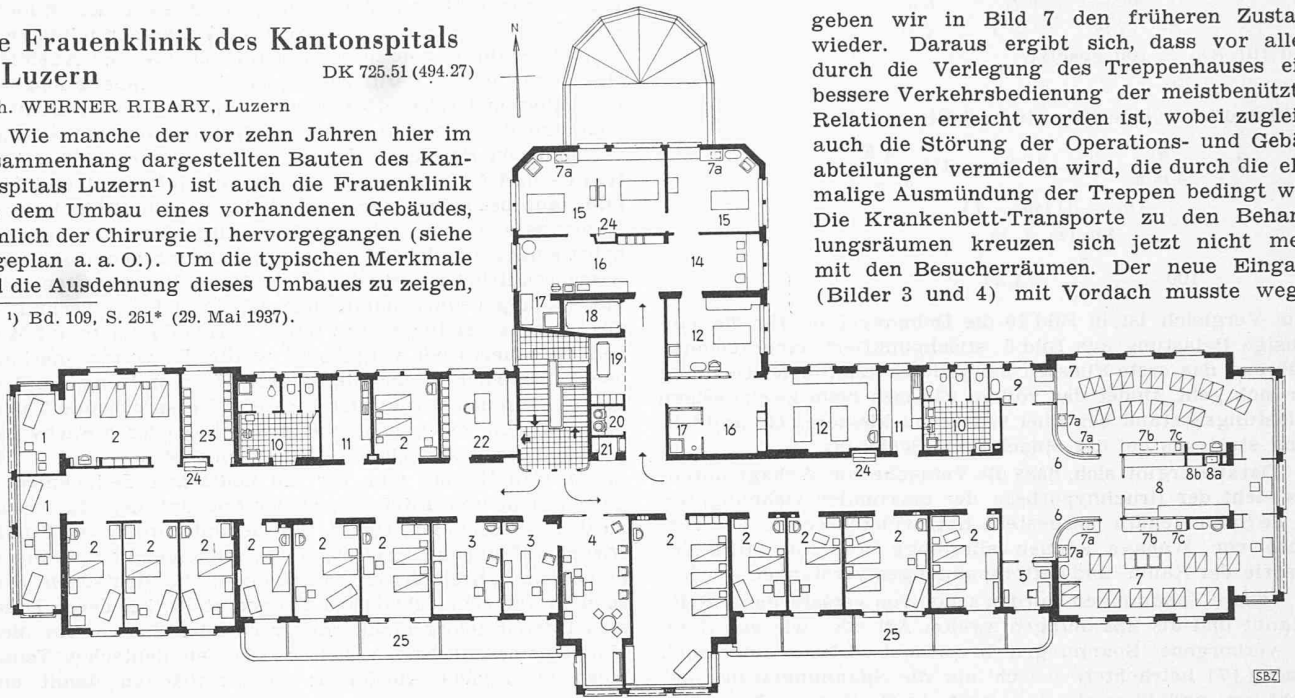 e Frauenklinik des Kantonspitals
Luzern
DK 725.51 (494.27)
h. WERNER RIBARY, Luzern
Wie manche der vor zehn Jahren hier im
sammenhang dargestellten Bauten des Kan-
spitals Luzern¹) ist auch die Frauenklinik
dem Umbau eines vorhandenen Gebäudes,
mlich der Chirurgie I, hervorgegangen (siehe
geplan a. a. O.). Um die typischen Merkmale
d die Ausdehnung dieses Umbaues zu zeigen,
¹) Bd. 109, S. 261* (29. Mai 1937).
geben wir in Bild 7 den früheren Zusta
wieder. Daraus ergibt sich, dass vor alle
durch die Verlegung des Treppenhauses ei
bessere Verkehrsbedienung der meistbenützt
Relationen erreicht worden ist, wobei zuglei
auch die Störung der Operations- und Gebä
abteilungen vermieden wird, die durch die eh
malige Ausmündung der Treppen bedingt w
Die Krankenbett-Transporte zu den Behan
lungsräumen kreuzen sich jetzt nicht me
mit den Besucherräumen. Der neue Einga
(Bilder 3 und 4) mit Vordach musste weg
N
7a 7a
15 24 15
16 14
17 18
12
19
1 2 23 10 11 2 22 20 17 16 12 11 10 9 7
21
24 24
7a 7a 7b 7c
6
8b 8a
6
7a 7a 7b 7c
7
2 2 2 2 2 3 3 4 2 2 2 2 2 5
25 25
2
SBZ